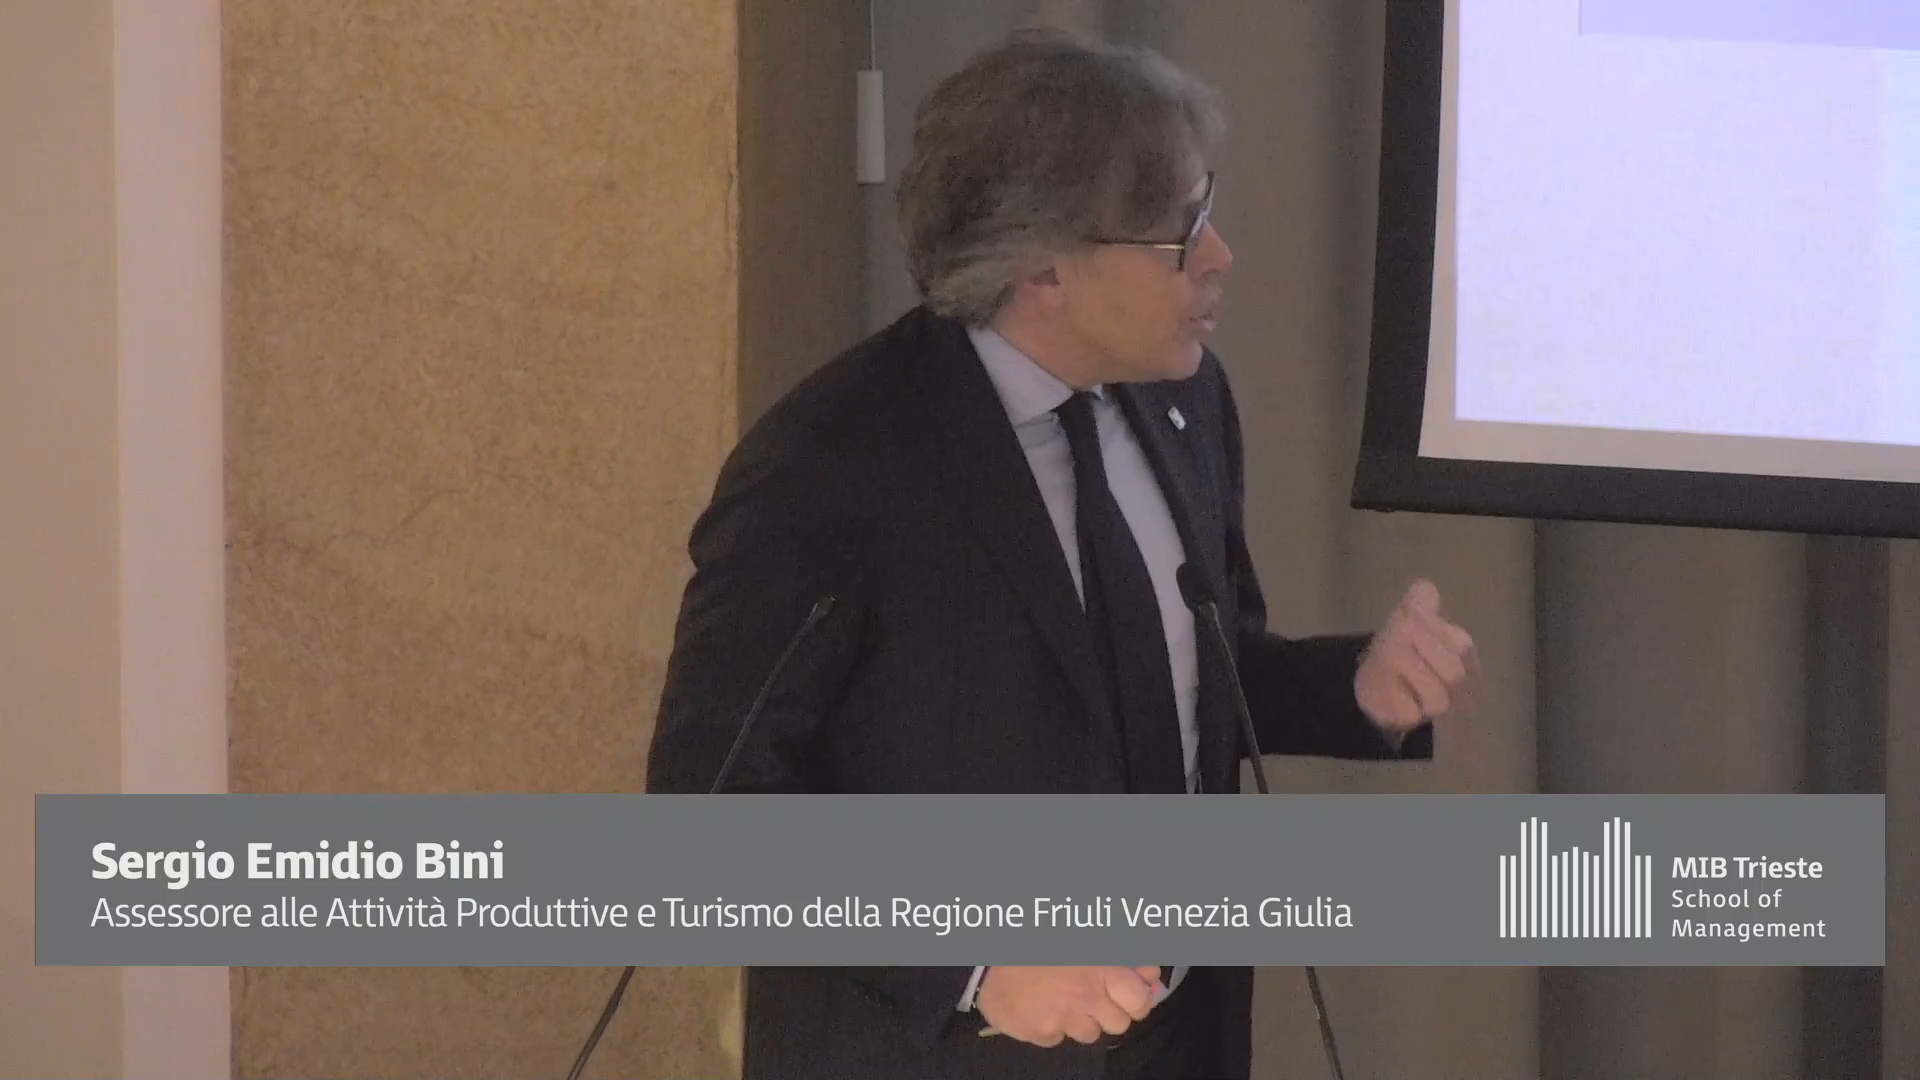 Sergio Emidio Bini
Assessore alle Attività Produttive e Turismo della Regione Friuli Venezia Giulia
MIB Trieste
School of
Management